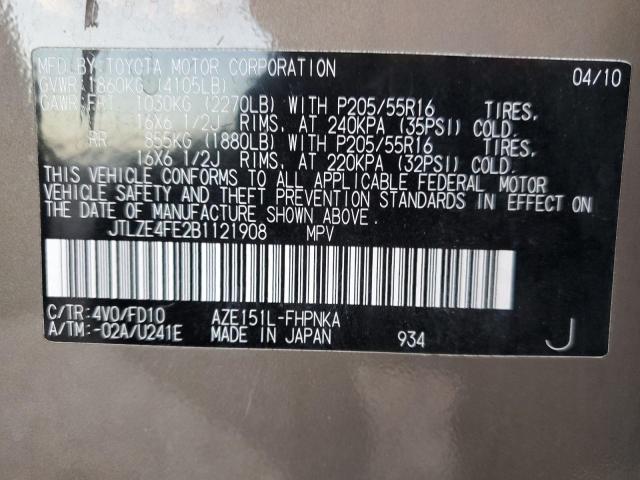 MFD.BY:TOYOTA MOTOR CORPORATION 04/10
GVWR:1860KG (4105LB)
GAWR:FRT 1030KG (2270LB) WITH P205/55R16 TIRES,
16X6 1/2J RIMS, AT 240KPA (35PSI) COLD.
RR 855KG (1880LB) WITH P205/55R16 TIRES,
16X6 1/2J RIMS, AT 220KPA (32PSI) COLD.
THIS VEHICLE CONFORMS TO ALL APPLICABLE FEDERAL MOTOR
VEHICLE SAFETY AND THEFT PREVENTION STANDARDS IN EFFECT ON
THE DATE OF MANUFACTURE SHOWN ABOVE.
JTLZE4FE2B1121908 MPV
C/TR:4V0/FD10 AZE151L-FHPNKA
A/TM:-02A/U241E MADE IN JAPAN 934 J